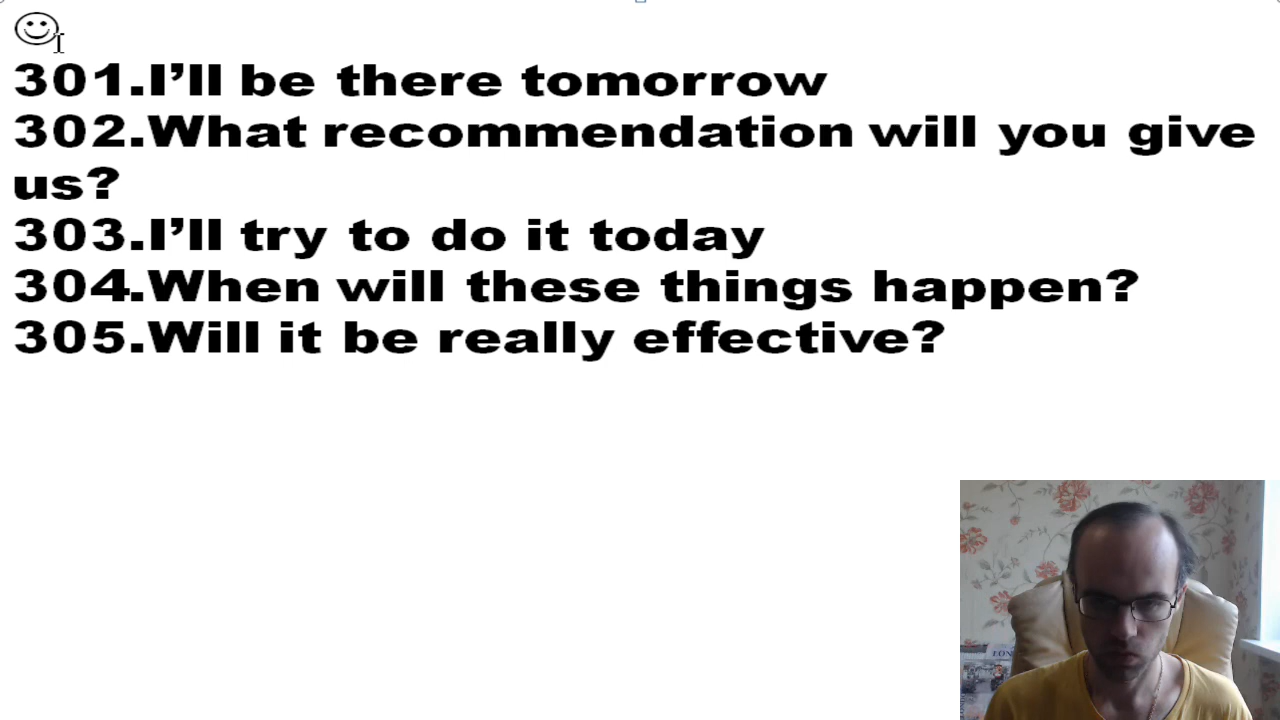 301.I’ll be there tomorrow
302.What recommendation will you give
us?
303.I’ll try to do it today
304.When will these things happen?
305.Will it be really effective?